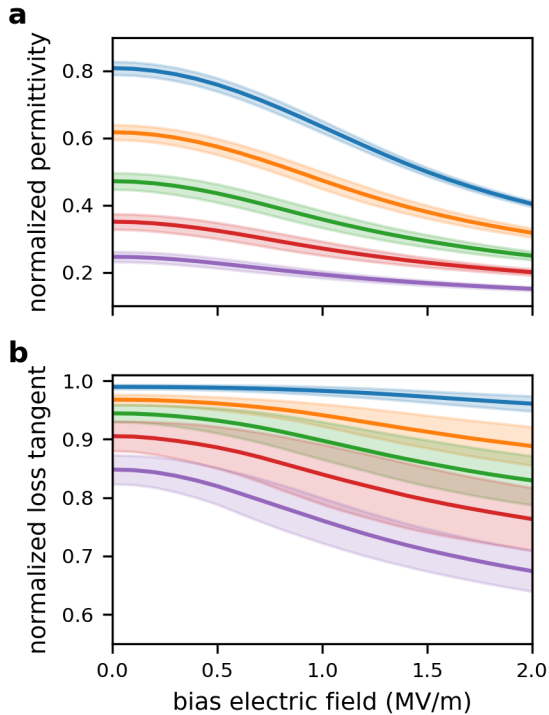 a
normalized permittivity
0.8
0.6
0.4
0.2
b
normalized loss tangent
1.0
0.9
0.8
0.7
0.6
0.0 0.5 1.0 1.5 2.0
bias electric field (MV/m)